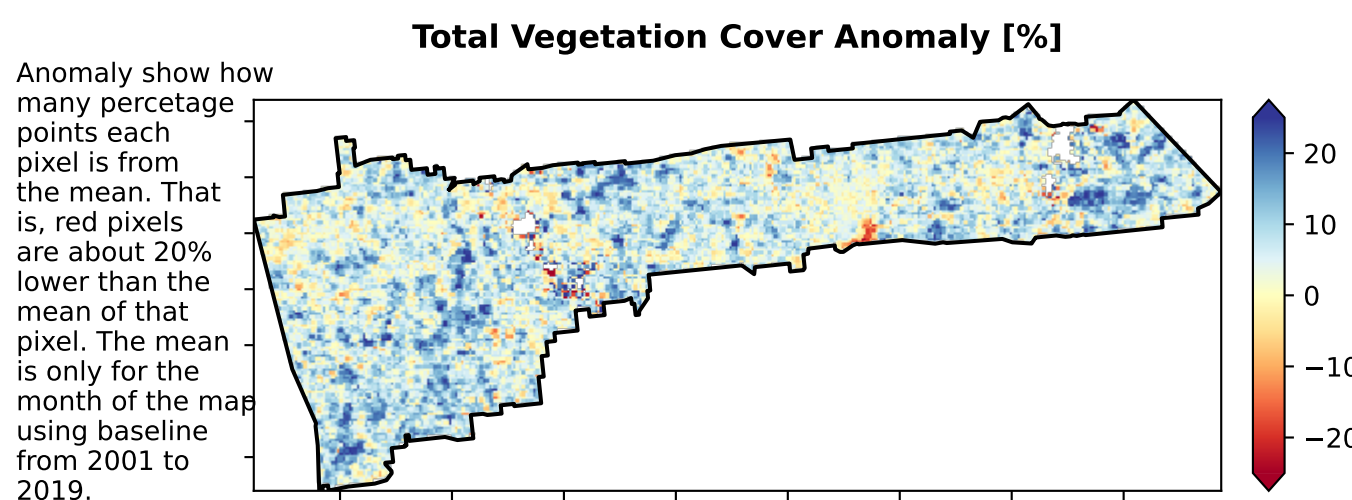 Total Vegetation Cover Anomaly [%]
Anomaly show how
many percetage
points each
pixel is from
the mean. That
is, red pixels
are about 20%
lower than the
mean of that
pixel. The mean
is only for the
month of the map
using baseline
from 2001 to
2019.
20
10
0
−10
−20